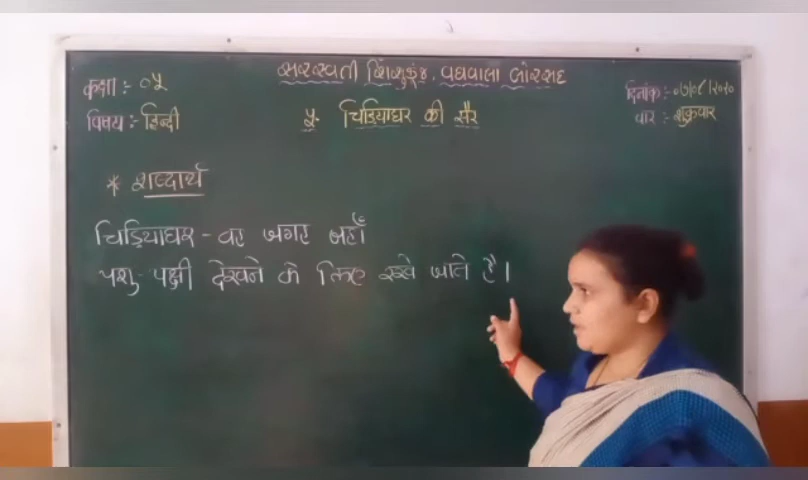 सरस्वती शिशुकुंज, वघवाला बोरसद
कक्षा :- ०५
दिनांक :- ०७/०८/२०२०
विषय :- हिन्दी
५. चिड़ियाघर की सैर
वार :- शुक्रवार
* शब्दार्थ
चिड़ियाघर - वह जगह जहाँ
पशु-पक्षी देखने के लिए रखे जाते है।